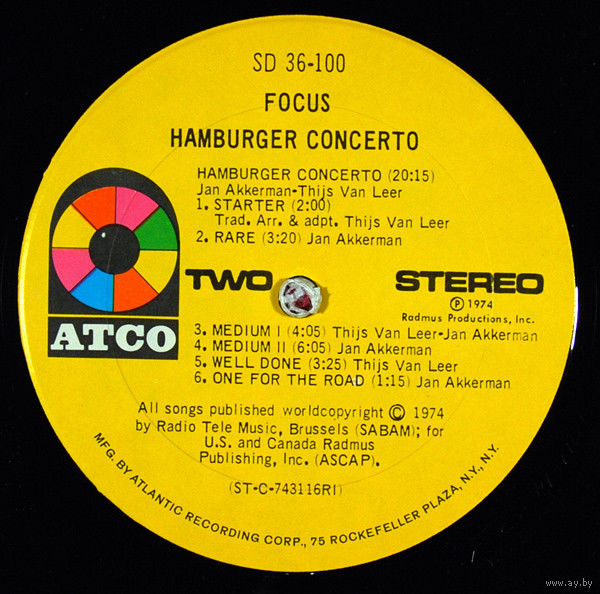 SD 36-100
FOCUS
HAMBURGER CONCERTO
HAMBURGER CONCERTO (20:15)
Jan Akkerman-Thijs Van Leer
1. STARTER (2:00)
Trad. Arr. & adpt. Thijs Van Leer
2. RARE (3:20) Jan Akkerman
TWO
STEREO
Ⓟ 1974
Radmus Productions, Inc.
ATCO
3. MEDIUM I (4:05) Thijs Van Leer-Jan Akkerman
4. MEDIUM II (6:05) Jan Akkerman
5. WELL DONE (3:25) Thijs Van Leer
6. ONE FOR THE ROAD (1:15) Jan Akkerman
All songs published worldcopyright © 1974
by Radio Tele Music, Brussels (SABAM); for
U.S. and Canada Radmus
Publishing, Inc. (ASCAP).
(ST-C-743116RI)
MFG. BY ATLANTIC RECORDING CORP., 75 ROCKEFELLER PLAZA, N.Y., N.Y.
www.ay.by